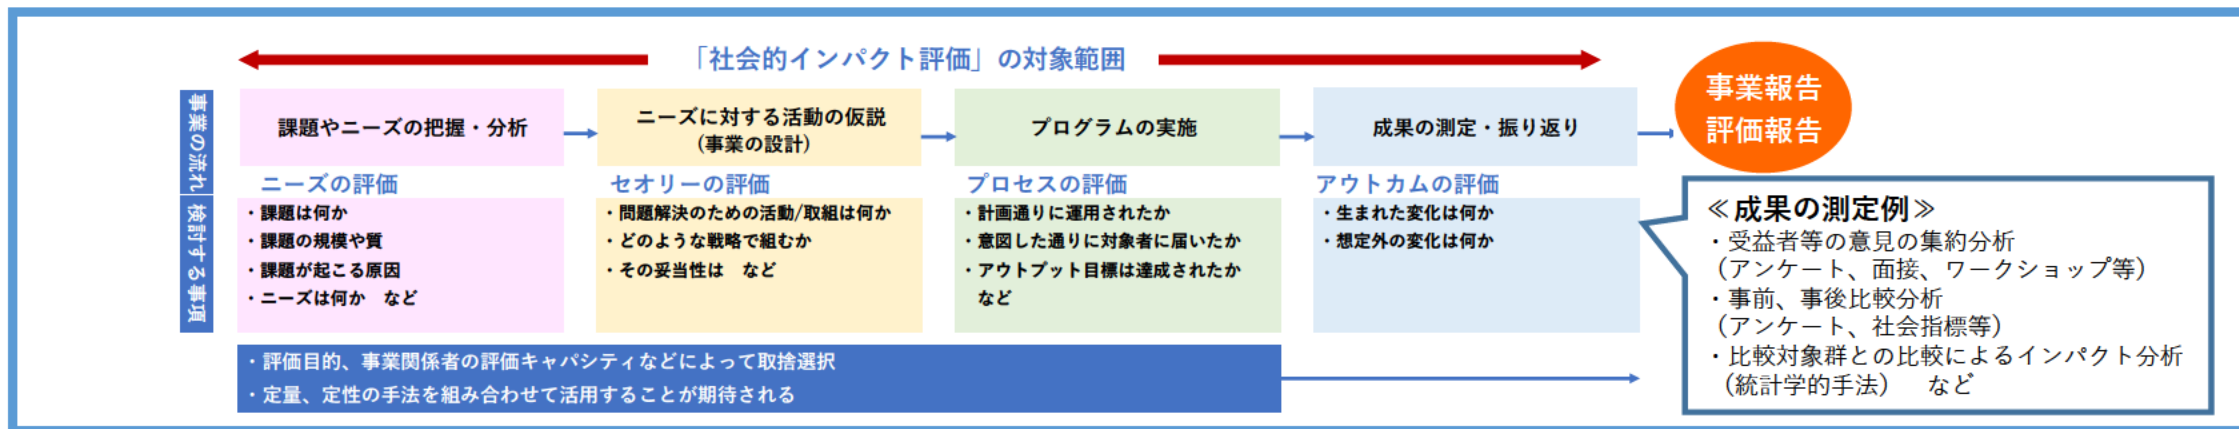 「社会的インパクト評価」の対象範囲
事業の流れ
課題やニーズの把握・分析
ニーズに対する活動の仮説
(事業の設計)
プログラムの実施
成果の測定・振り返り
事業報告
評価報告
検討する事項
ニーズの評価
・課題は何か
・課題の規模や質
・課題が起こる原因
・ニーズは何か　など
セオリーの評価
・問題解決のための活動/取組は何か
・どのような戦略で組むか
・その妥当性は　など
プロセスの評価
・計画通りに運用されたか
・意図した通りに対象者に届いたか
・アウトプット目標は達成されたか
など
アウトカムの評価
・生まれた変化は何か
・想定外の変化は何か
≪成果の測定例≫
・受益者等の意見の集約分析
（アンケート、面接、ワークショップ等）
・事前、事後比較分析
（アンケート、社会指標等）
・比較対象群との比較によるインパクト分析
（統計学的手法）　など
・評価目的、事業関係者の評価キャパシティなどによって取捨選択
・定量、定性の手法を組み合わせて活用することが期待される